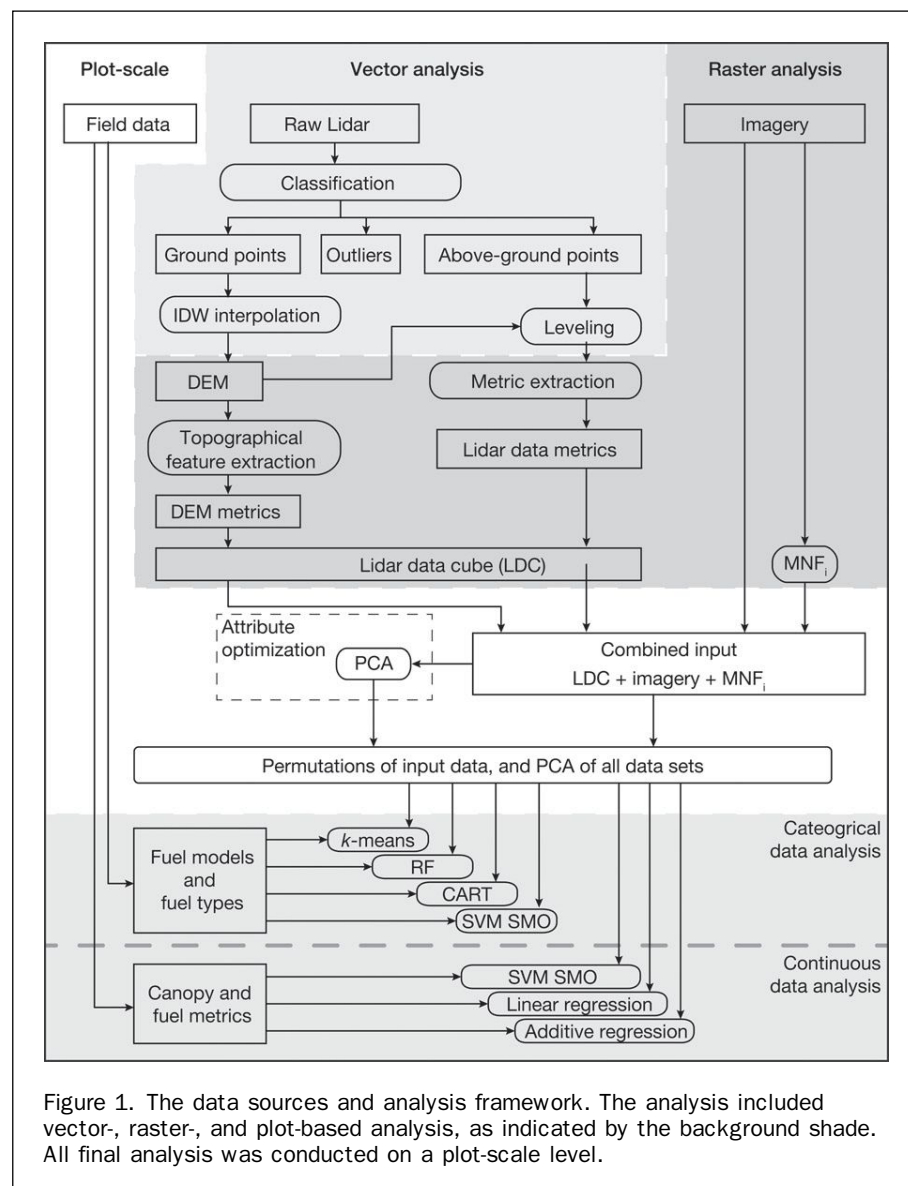 Plot-scale
Vector analysis
Raster analysis
Field data
Raw Lidar
Imagery
Classification
Ground points
Outliers
Above-ground points
IDW interpolation
Leveling
DEM
Metric extraction
Topographical
feature extraction
Lidar data metrics
DEM metrics
Lidar data cube (LDC)
MNFi
Attribute
optimization
PCA
Combined input
LDC + imagery + MNFi
Permutations of input data, and PCA of all data sets
Cateogrical
data analysis
Fuel models
and
fuel types
k-means
RF
CART
SVM SMO
Continuous
data analysis
Canopy and
fuel metrics
SVM SMO
Linear regression
Additive regression
Figure 1. The data sources and analysis framework. The analysis included
vector-, raster-, and plot-based analysis, as indicated by the background shade.
All final analysis was conducted on a plot-scale level.